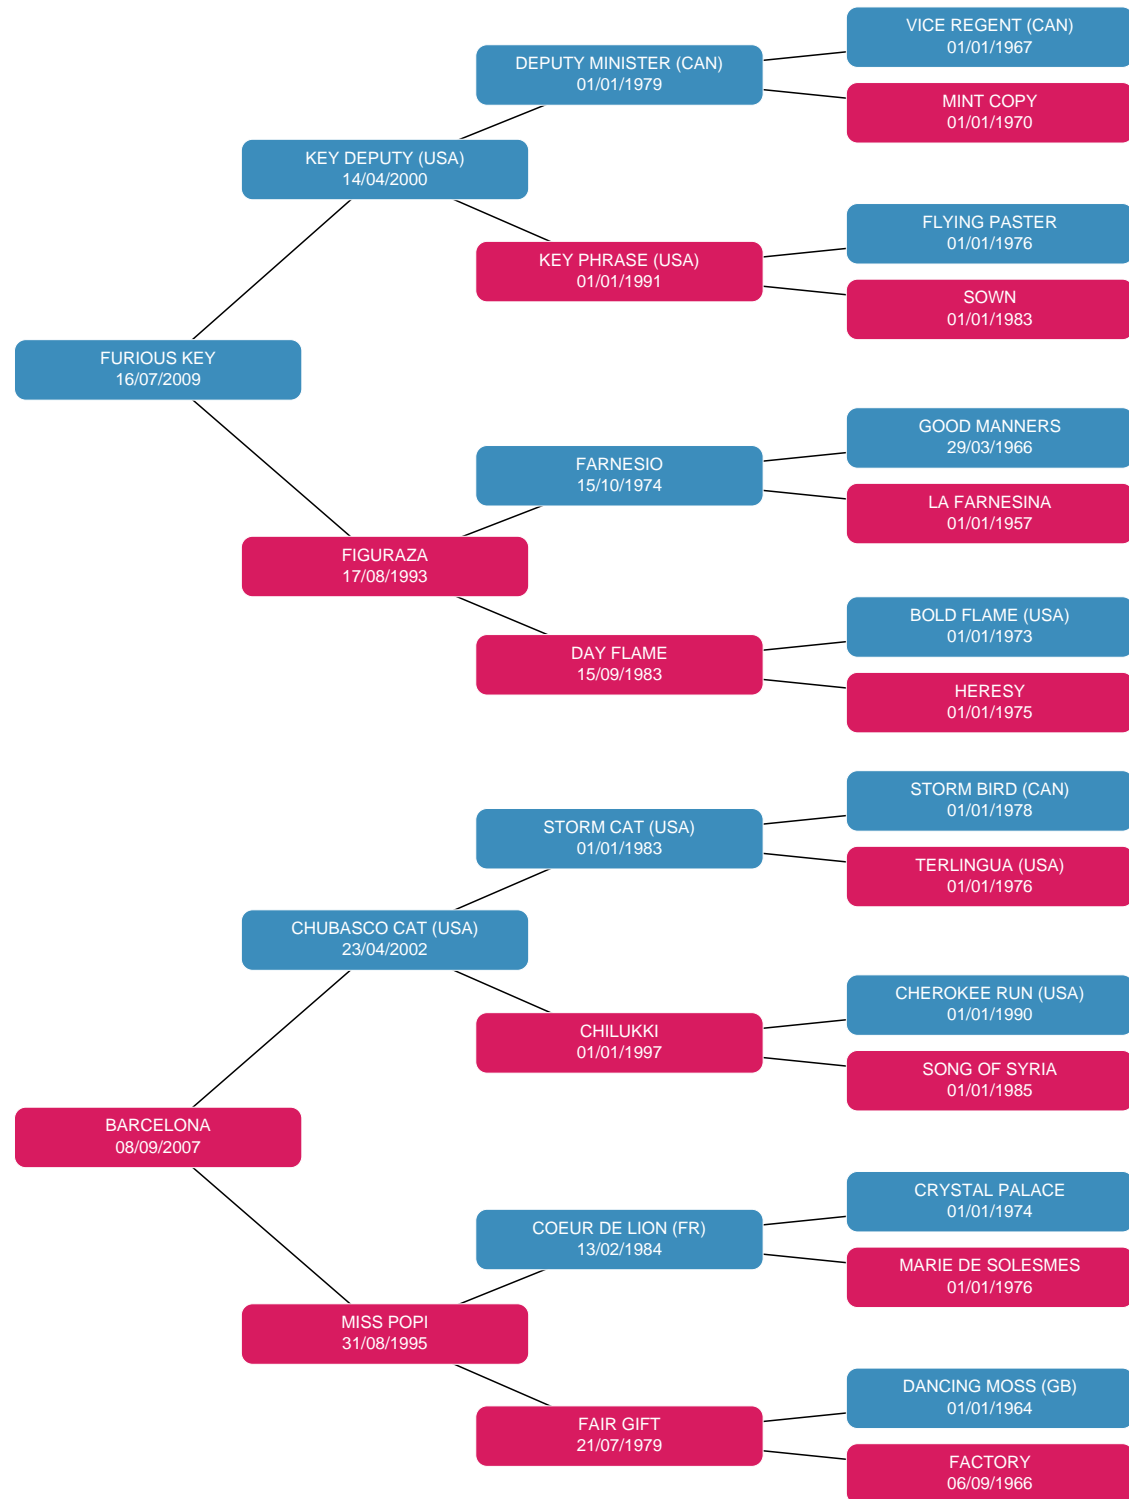 VICE REGENT (CAN)
01/01/1967
DEPUTY MINISTER (CAN)
01/01/1979
MINT COPY
01/01/1970
KEY DEPUTY (USA)
14/04/2000
FLYING PASTER
01/01/1976
KEY PHRASE (USA)
01/01/1991
SOWN
01/01/1983
FURIOUS KEY
16/07/2009
GOOD MANNERS
29/03/1966
FARNESIO
15/10/1974
LA FARNESINA
01/01/1957
FIGURAZA
17/08/1993
BOLD FLAME (USA)
01/01/1973
DAY FLAME
15/09/1983
HERESY
01/01/1975
STORM BIRD (CAN)
01/01/1978
STORM CAT (USA)
01/01/1983
TERLINGUA (USA)
01/01/1976
CHUBASCO CAT (USA)
23/04/2002
CHEROKEE RUN (USA)
01/01/1990
CHILUKKI
01/01/1997
SONG OF SYRIA
01/01/1985
BARCELONA
08/09/2007
CRYSTAL PALACE
01/01/1974
COEUR DE LION (FR)
13/02/1984
MARIE DE SOLESMES
01/01/1976
MISS POPI
31/08/1995
DANCING MOSS (GB)
01/01/1964
FAIR GIFT
21/07/1979
FACTORY
06/09/1966